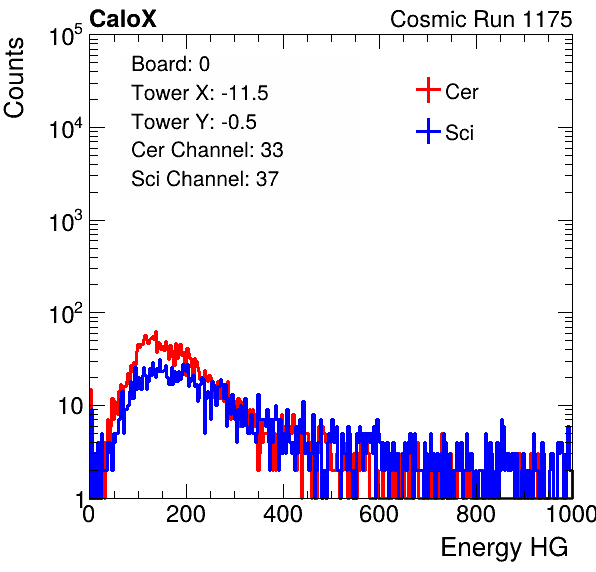 CaloX Cosmic Run 1175
Counts
10^5
10^4
10^3
10^2
10
1
Board: 0
Tower X: -11.5
Tower Y: -0.5
Cer Channel: 33
Sci Channel: 37
Cer
Sci
0 200 400 600 800 1000
Energy HG